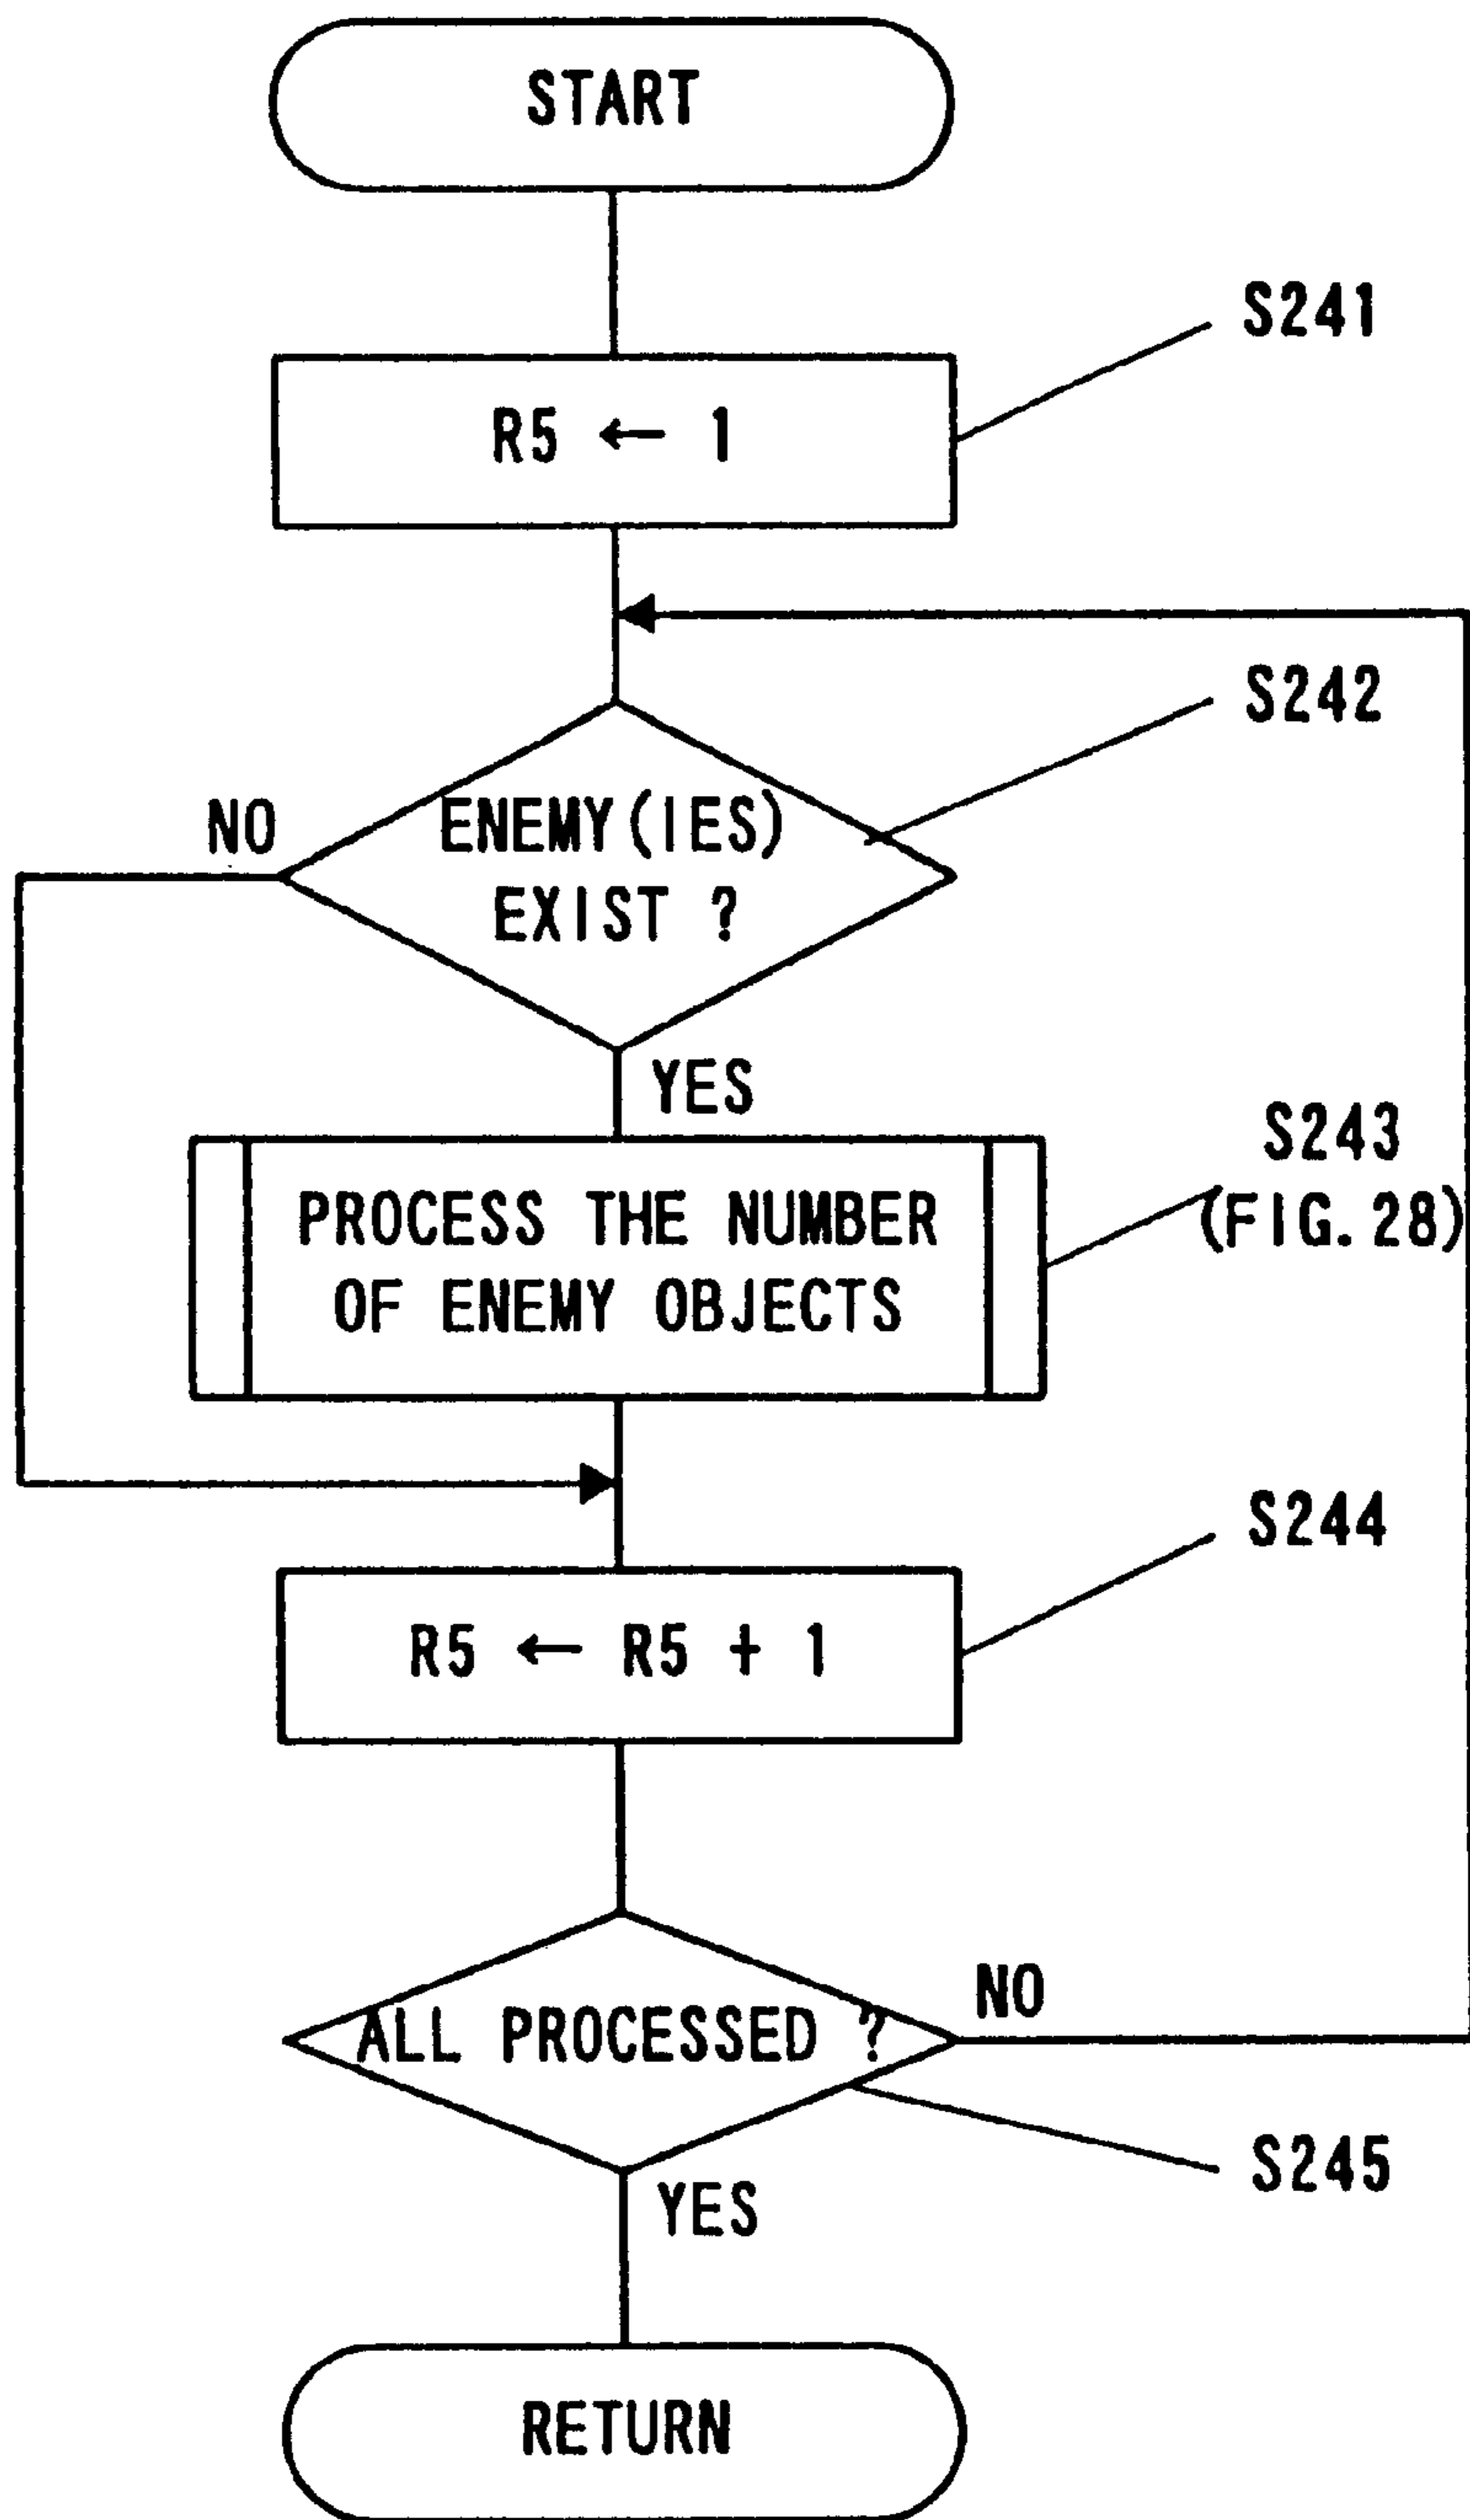 START
S241
R5 ← 1
S242
NO
ENEMY(IES)
EXIST ?
YES
S243
(FIG. 28)
PROCESS THE NUMBER
OF ENEMY OBJECTS
S244
R5 ← R5 + 1
NO
ALL PROCESSED ?
S245
YES
RETURN